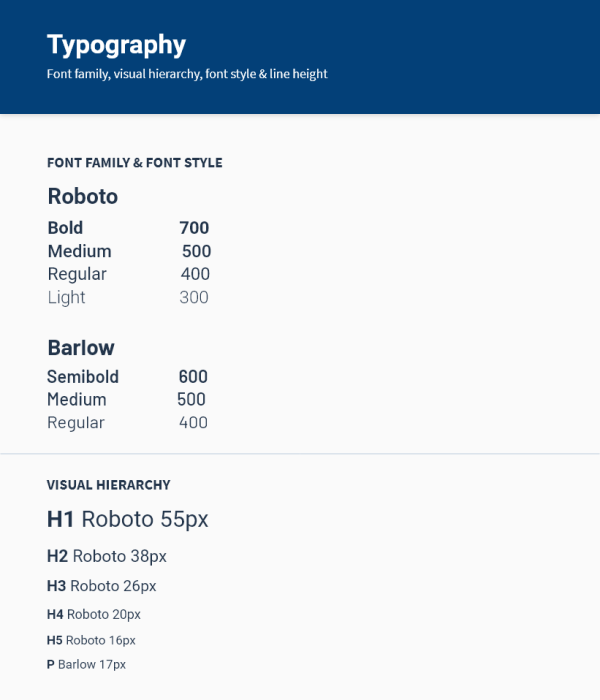 Typography
Font family, visual hierarchy, font style & line height
FONT FAMILY & FONT STYLE
Roboto
Bold 700
Medium 500
Regular 400
Light 300
Barlow
Semibold 600
Medium 500
Regular 400
VISUAL HIERARCHY
H1 Roboto 55px
H2 Roboto 38px
H3 Roboto 26px
H4 Roboto 20px
H5 Roboto 16px
P Barlow 17px